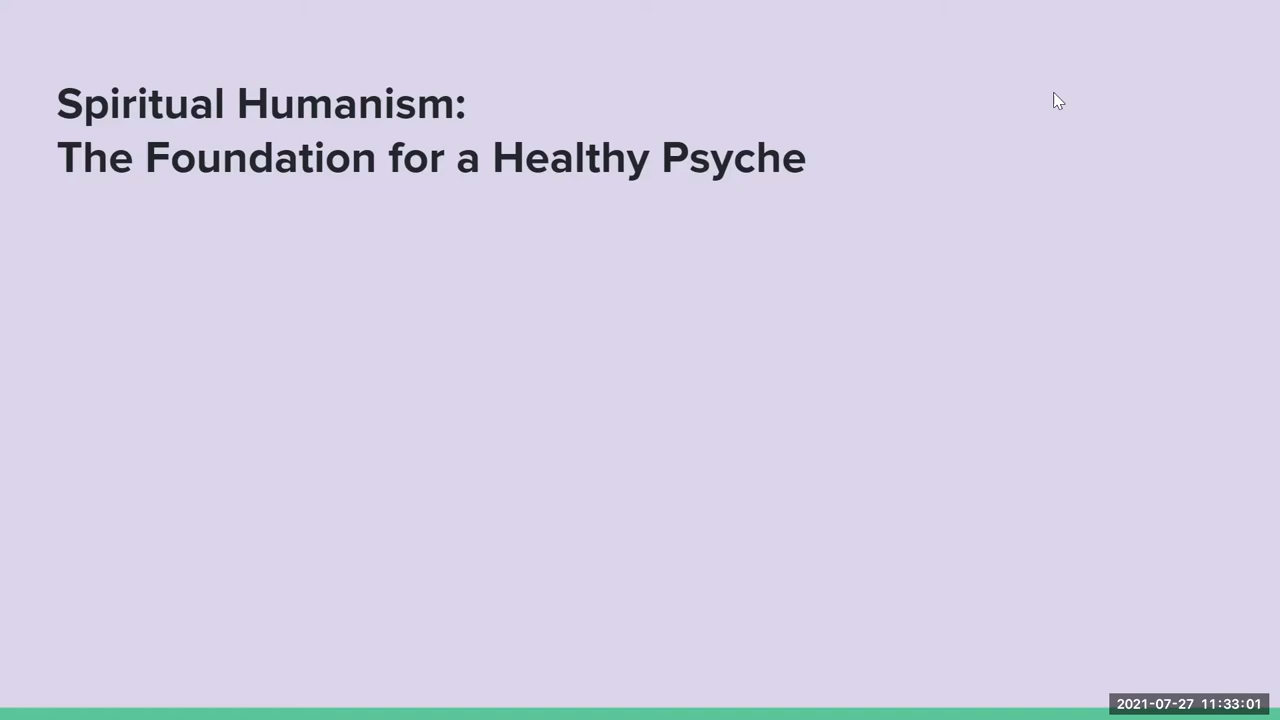 Spiritual Humanism:
The Foundation for a Healthy Psyche
2021-07-27 11:33:01